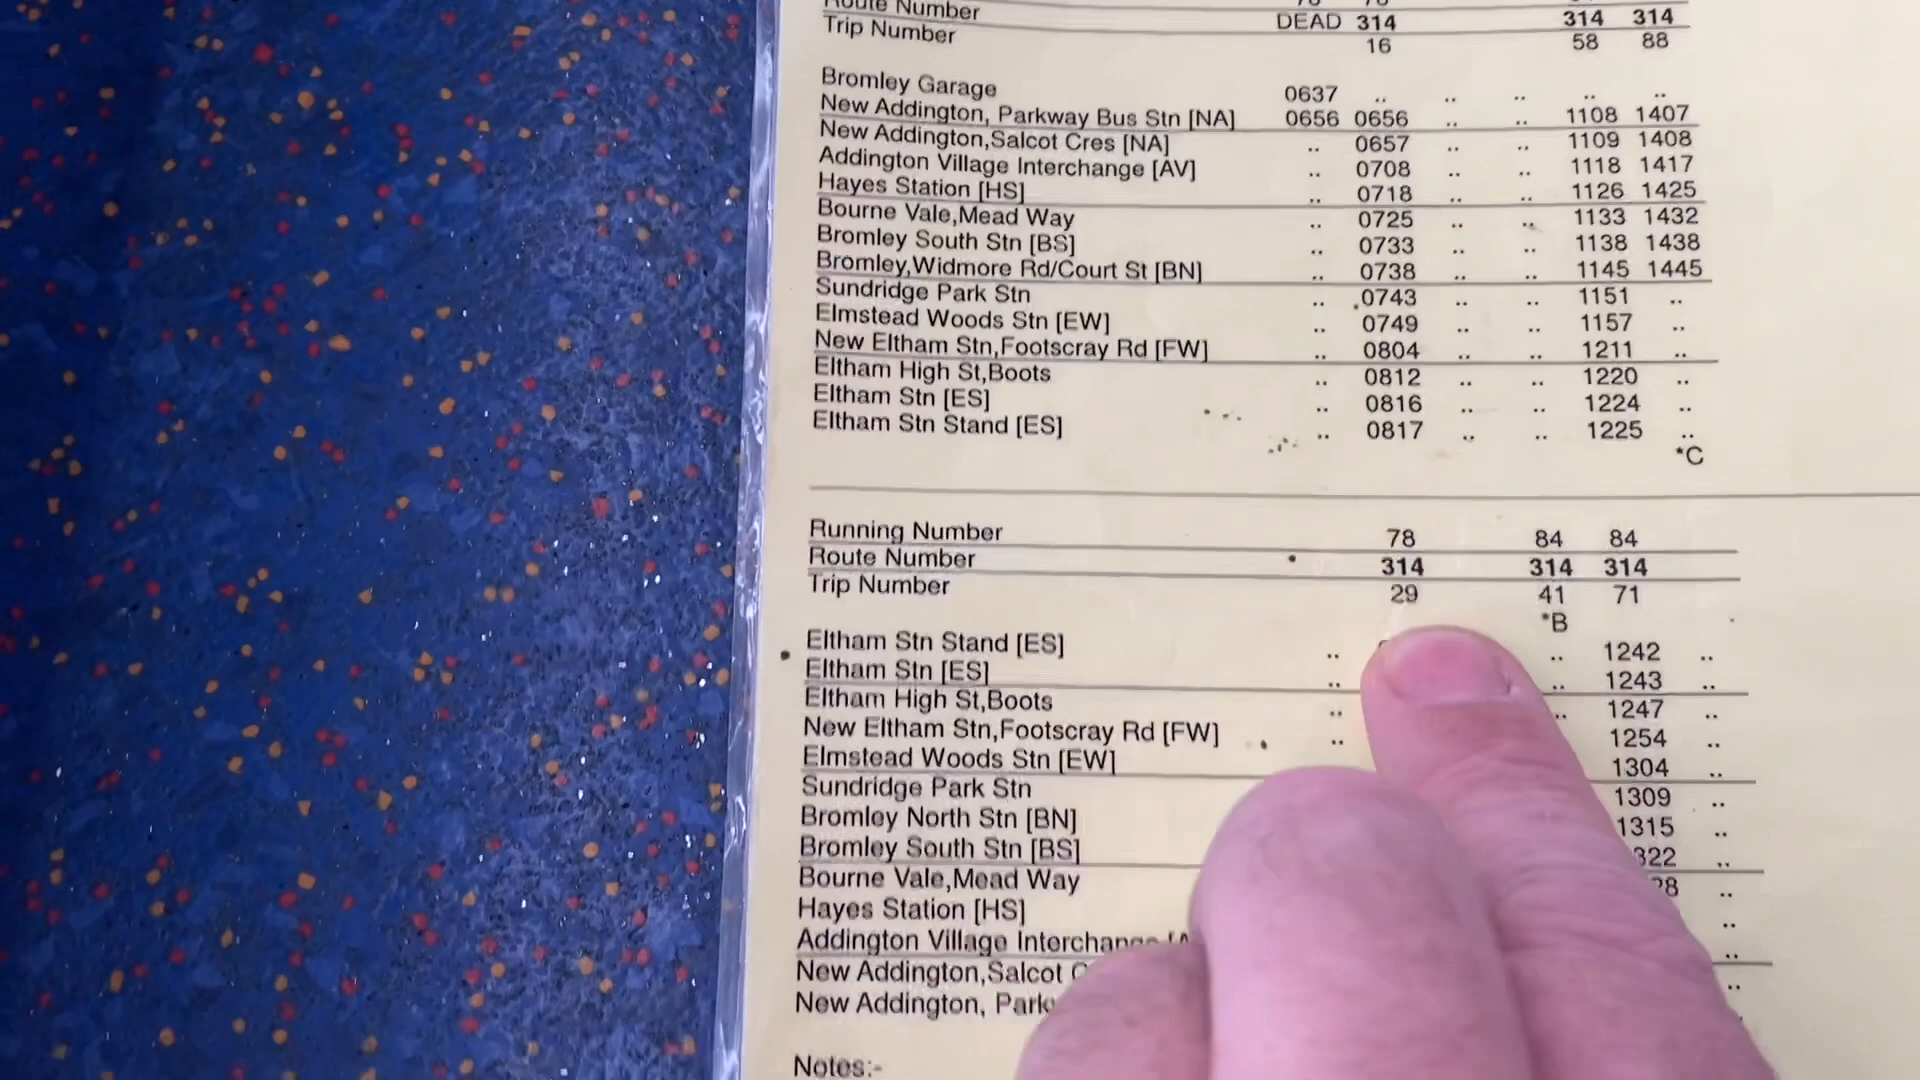 Route Number DEAD 314 314 314
Trip Number 16 58 88
Bromley Garage 0637 .. .. .. .. ..
New Addington, Parkway Bus Stn [NA] 0656 0656 .. .. 1108 1407
New Addington,Salcot Cres [NA] .. 0657 .. .. 1109 1408
Addington Village Interchange [AV] .. 0708 .. .. 1118 1417
Hayes Station [HS] .. 0718 .. .. 1126 1425
Bourne Vale,Mead Way .. 0725 .. .. 1133 1432
Bromley South Stn [BS] .. 0733 .. .. 1138 1438
Bromley,Widmore Rd/Court St [BN] .. 0738 .. .. 1145 1445
Sundridge Park Stn .. 0743 .. .. 1151 ..
Elmstead Woods Stn [EW] .. 0749 .. .. 1157 ..
New Eltham Stn,Footscray Rd [FW] .. 0804 .. .. 1211 ..
Eltham High St,Boots .. 0812 .. .. 1220 ..
Eltham Stn [ES] .. 0816 .. .. 1224 ..
Eltham Stn Stand [ES] .. 0817 .. .. 1225 ..
*C
Running Number 78 84 84
Route Number 314 314 314
Trip Number 29 41 71
*B
Eltham Stn Stand [ES] .. .. 1242 ..
Eltham Stn [ES] .. .. 1243 ..
Eltham High St,Boots .. .. 1247 ..
New Eltham Stn,Footscray Rd [FW] .. 1254 ..
Elmstead Woods Stn [EW] 1304 ..
Sundridge Park Stn 1309 ..
Bromley North Stn [BN] 1315 ..
Bromley South Stn [BS] ..
Bourne Vale,Mead Way ..
Hayes Station [HS] ..
Addington Village Interchange ..
New Addington,Salcot ..
New Addington,
Notes:-